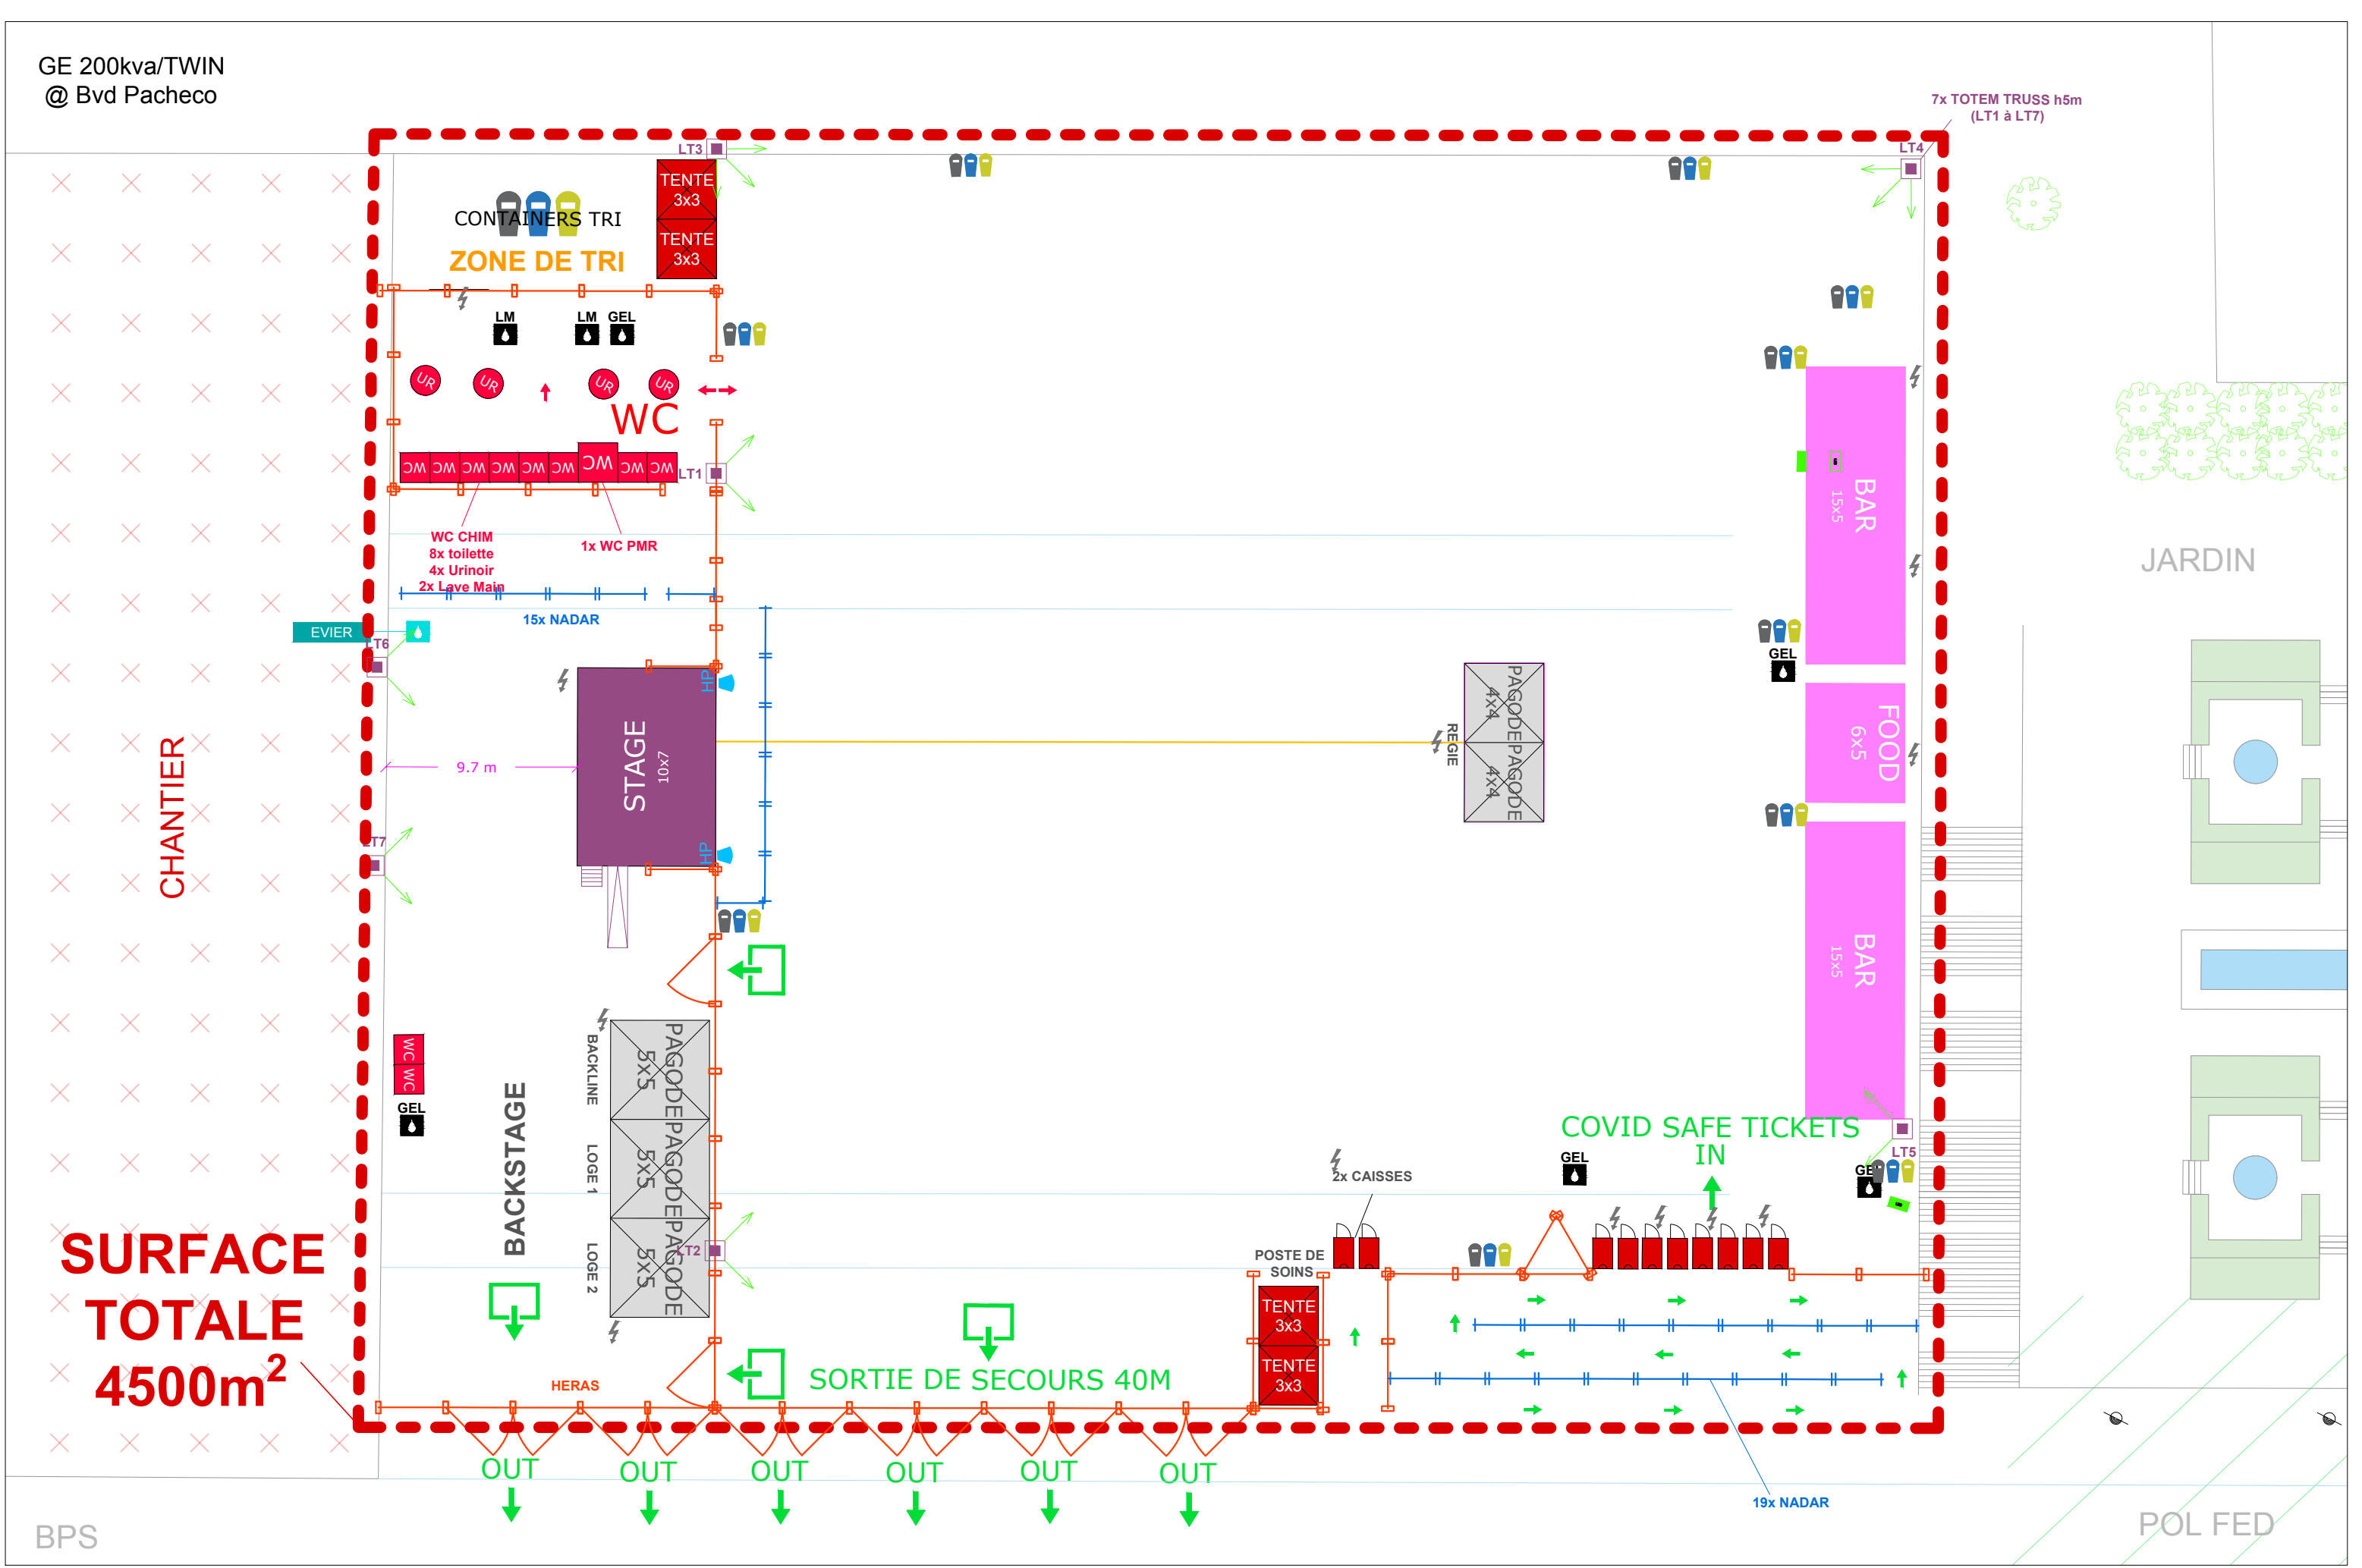 GE 200kva/TWIN
@ Bvd Pacheco
7x TOTEM TRUSS h5m
(LT1 à LT7)
LT3
LT4
TENTE
3x3
TENTE
3x3
CONTAINERS TRI
ZONE DE TRI
LM
LM
GEL
UR
UR
UR
UR
WC
WC
WC
WC
WC
WC
WC
WC
WC
WC
LT1
WC CHIM
8x toilette
4x Urinoir
2x Lave Main
1x WC PMR
15x NADAR
EVIER
LT6
BAR
15x5
JARDIN
GEL
HP
STAGE
10x7
9.7 m
REGIE
PAGODE
4x4
PAGODE
4x4
FOOD
6x5
CHANTIER
LT7
HP
BAR
15x5
WC
WC
GEL
BACKSTAGE
BACKLINE
LOGE 1
LOGE 2
PAGODE
5x5
PAGODE
5x5
PAGODE
5x5
LT2
COVID SAFE TICKETS
IN
GEL
GEL
LT5
2x CAISSES
POSTE DE
SOINS
TENTE
3x3
TENTE
3x3
SURFACE
TOTALE
4500m²
HERAS
SORTIE DE SECOURS 40M
OUT
OUT
OUT
OUT
OUT
OUT
19x NADAR
BPS
POL FED